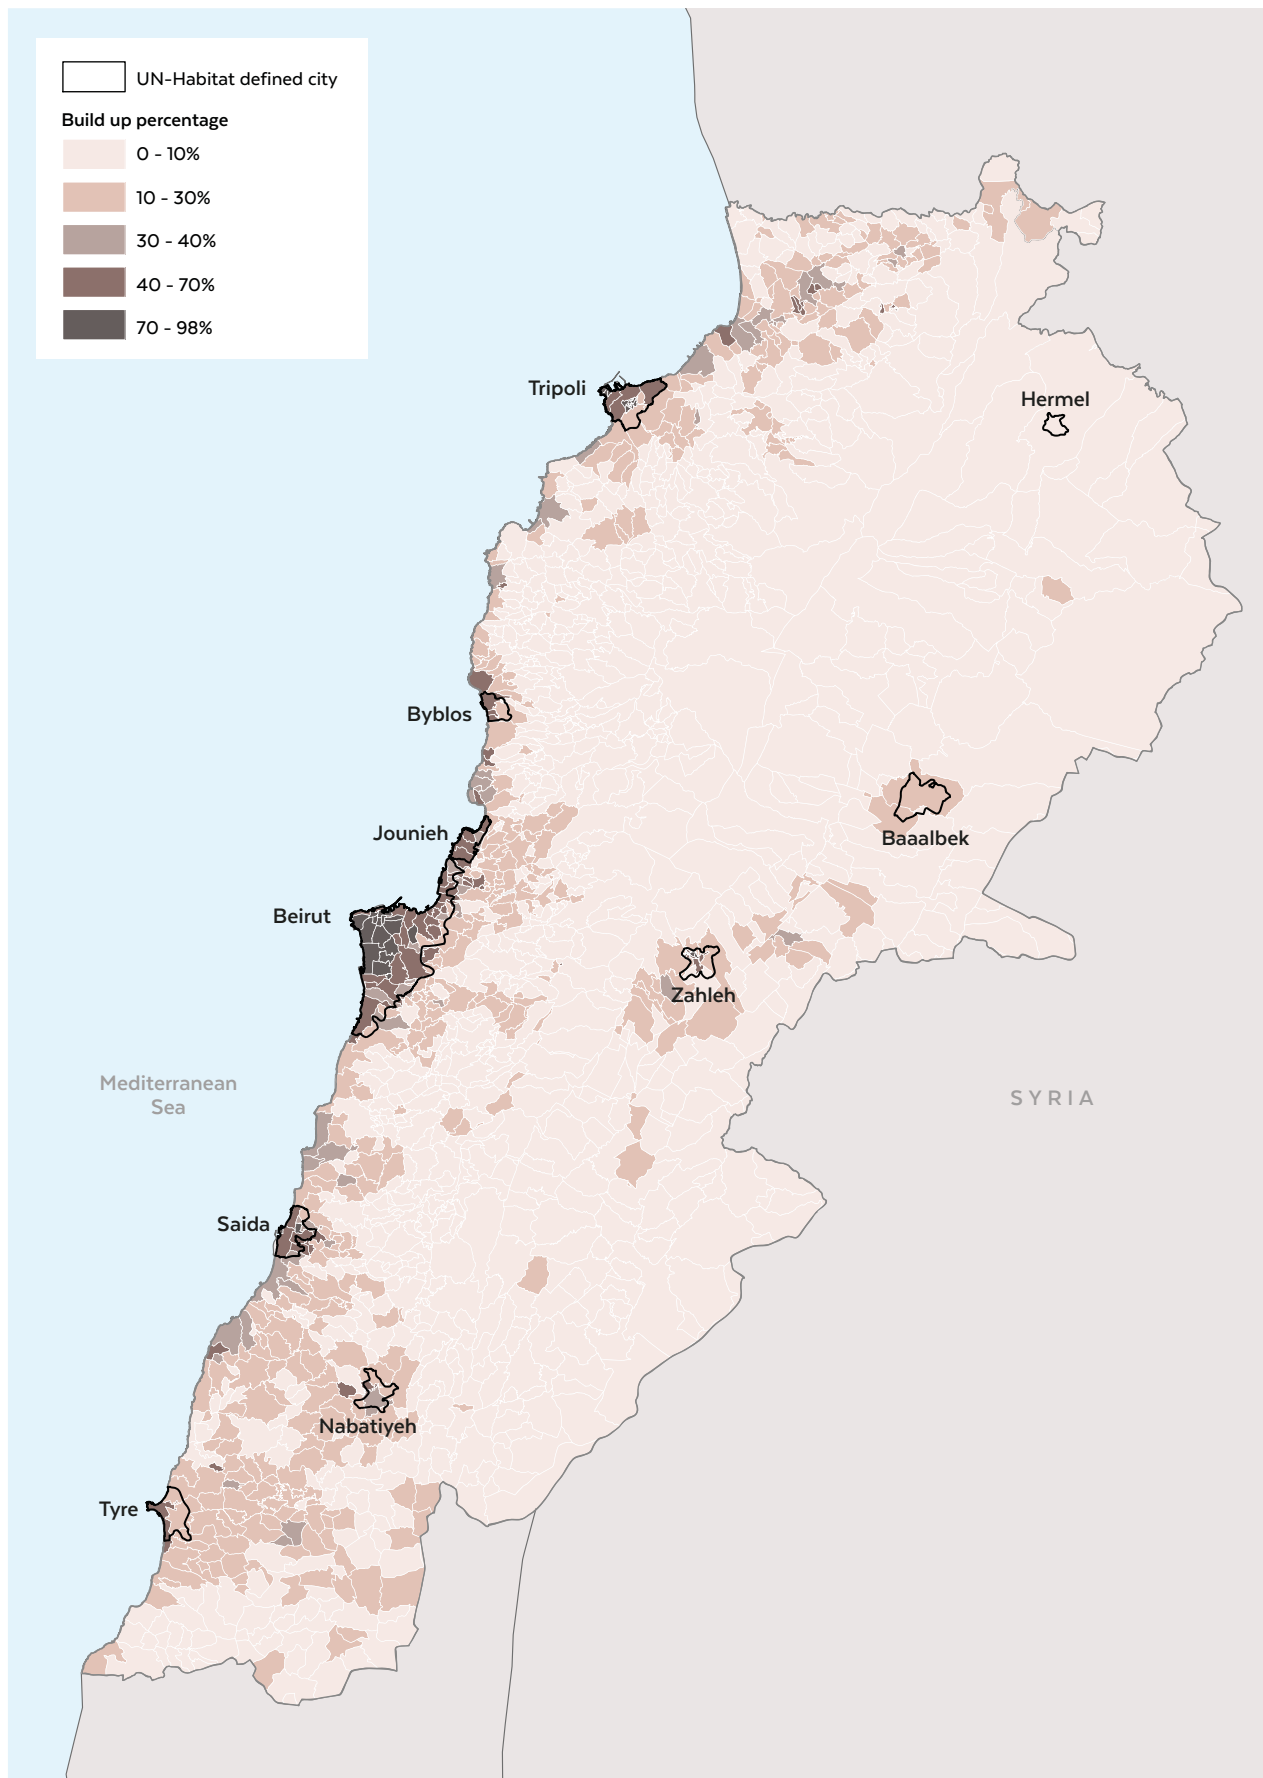 UN-Habitat defined city
Build up percentage
0 - 10%
10 - 30%
30 - 40%
40 - 70%
70 - 98%
Tripoli
Hermel
Byblos
Baaalbek
Jounieh
Beirut
Zahleh
Mediterranean
Sea
SYRIA
Saida
Nabatiyeh
Tyre